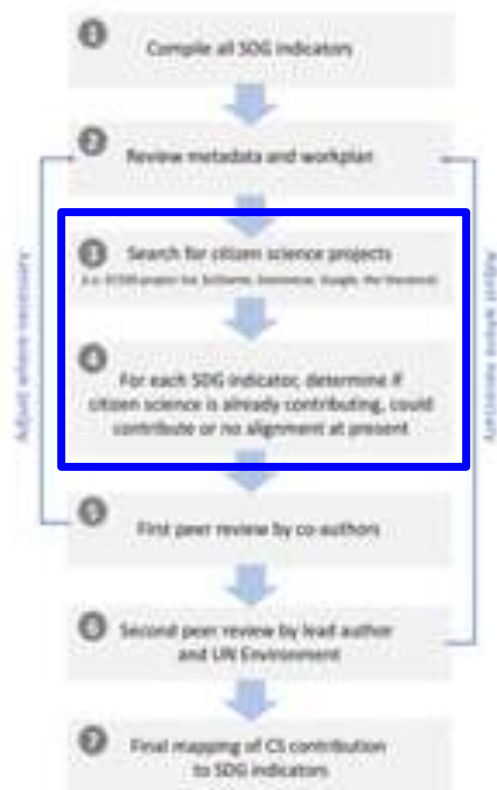 1
Compile all SDG indicators
2
Review metadata and workplan
3
Search for citizen science projects
4
For each SDG indicator, determine if
citizen science is already contributing, could
contribute or no alignment at present
5
First peer review by co-authors
6
Second peer review by lead author
and UN Environment
7
Final mapping of CS contribution
to SDG indicators
Adjust where necessary
Adjust where necessary